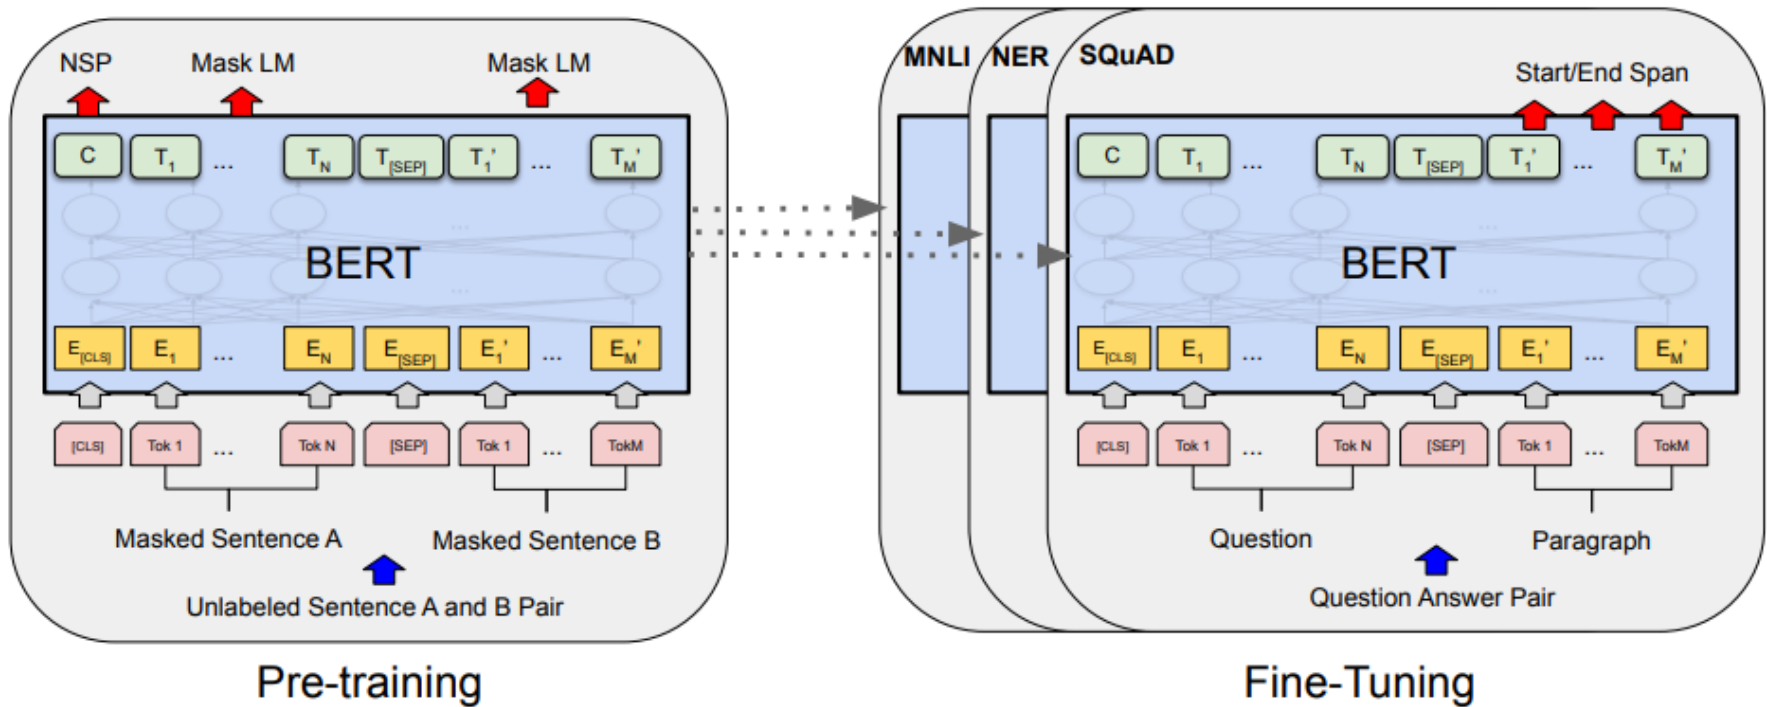 NSP Mask LM Mask LM
C T1 ... TN T[SEP] T1' ... TM'
...
BERT
...
E[CLS] E1 ... EN E[SEP] E1' ... EM'
[CLS] Tok 1 ... Tok N [SEP] Tok 1 ... TokM
Masked Sentence A Masked Sentence B
Unlabeled Sentence A and B Pair
Pre-training
MNLI NER SQuAD
Start/End Span
C T1 ... TN T[SEP] T1' ... TM'
...
BERT
...
E[CLS] E1 ... EN E[SEP] E1' ... EM'
[CLS] Tok 1 ... Tok N [SEP] Tok 1 ... TokM
Question Paragraph
Question Answer Pair
Fine-Tuning